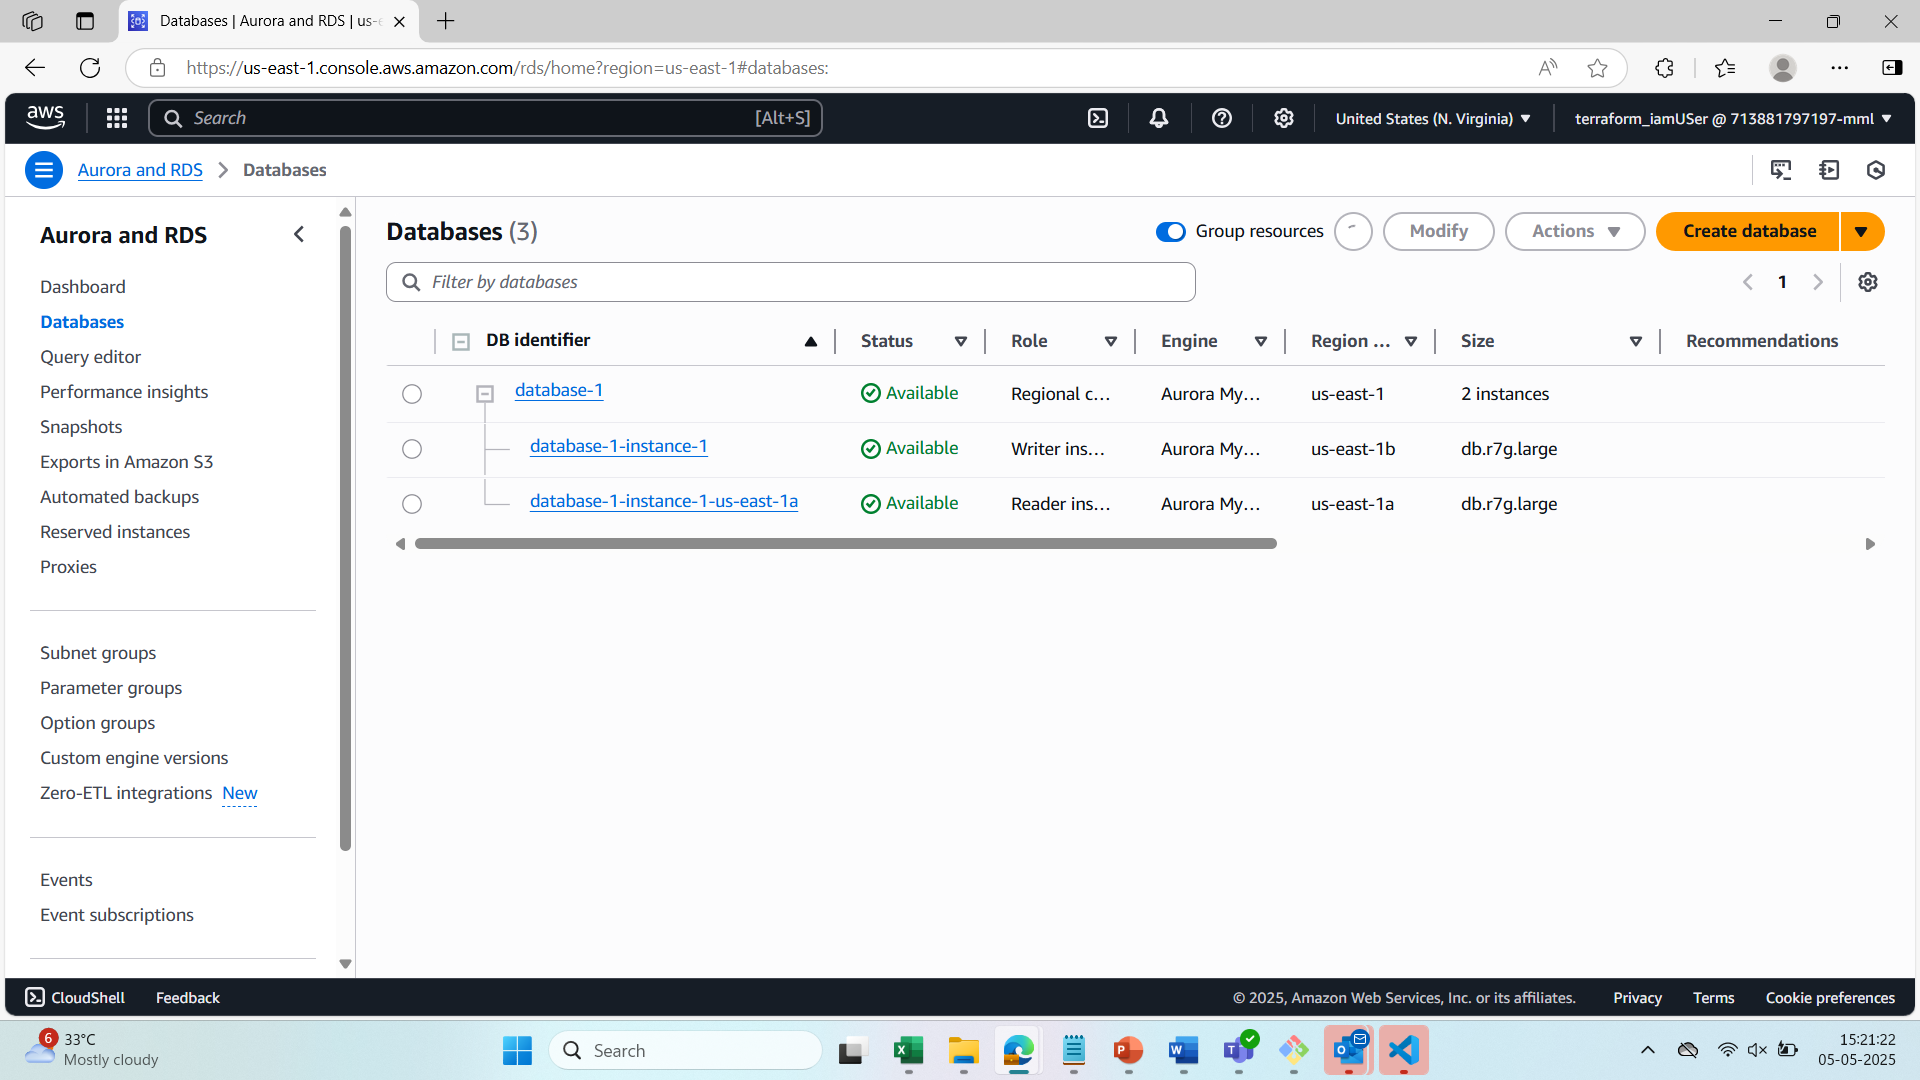 Databases | Aurora and RDS | us-e
https://us-east-1.console.aws.amazon.com/rds/home?region=us-east-1#databases:
aws
Search [Alt+S]
United States (N. Virginia)
terraform_iamUSer @ 713881797197-mml
Aurora and RDS
Databases
Aurora and RDS
Dashboard
Databases
Query editor
Performance insights
Snapshots
Exports in Amazon S3
Automated backups
Reserved instances
Proxies
Subnet groups
Parameter groups
Option groups
Custom engine versions
Zero-ETL integrations New
Events
Event subscriptions
Databases (3)
Group resources
Modify
Actions
Create database
Filter by databases
1
DB identifier Status Role Engine Region ... Size Recommendations
database-1 Available Regional c... Aurora My... us-east-1 2 instances
database-1-instance-1 Available Writer ins... Aurora My... us-east-1b db.r7g.large
database-1-instance-1-us-east-1a Available Reader ins... Aurora My... us-east-1a db.r7g.large
CloudShell
Feedback
© 2025, Amazon Web Services, Inc. or its affiliates.
Privacy
Terms
Cookie preferences
6
33°C
Mostly cloudy
Search
15:21:22
05-05-2025